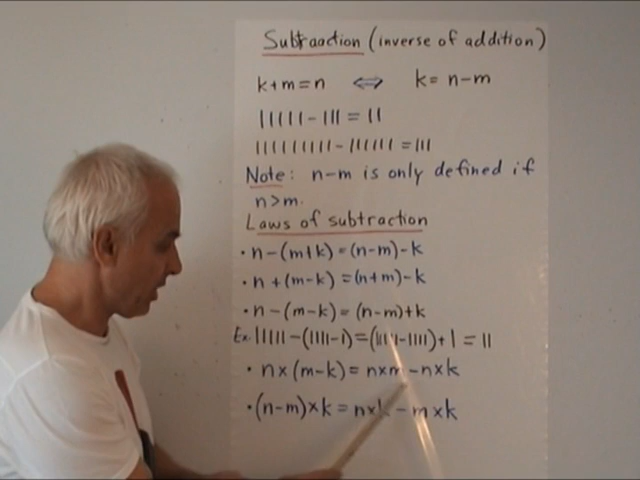 Subtraction (inverse of addition)
k+m=n ⇔ k= n-m
||||| - ||| = ||
||||||||| - |||||| = |||
Note: n-m is only defined if
n>m.
Laws of subtraction
• n-(m+k)=(n-m)-k
• n+(m-k)=(n+m)-k
• n-(m-k)=(n-m)+k
Ex. ||||| -(||||-|)=(|||||-||||)+| = ||
• n×(m-k)= n×m -n×k
• (n-m)×k= n×k - m×k